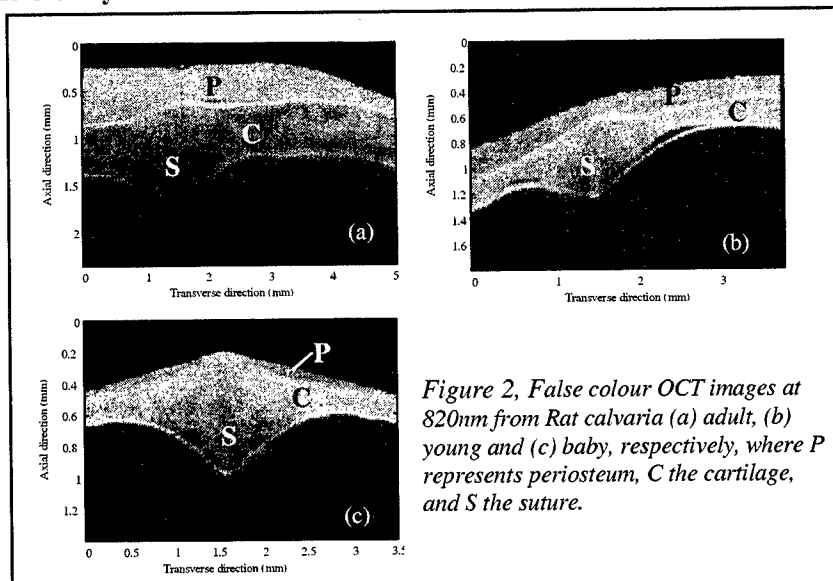 0
0.5
1
1.5
2
Axial direction (mm)
P
C
S
(a)
0 1 2 3 4 5
Transverse direction (mm)
0
0.2
0.4
0.6
0.8
1
1.2
1.4
1.6
Axial direction (mm)
P
C
S
(b)
0 1 2 3
Transverse direction (mm)
0
0.2
0.4
0.6
0.8
1
1.2
Axial direction (mm)
P
C
S
(c)
0 0.5 1 1.5 2 2.5 3 3.5
Transverse direction (mm)
Figure 2, False colour OCT images at
820nm from Rat calvaria (a) adult, (b)
young and (c) baby, respectively, where P
represents periosteum, C the cartilage,
and S the suture.